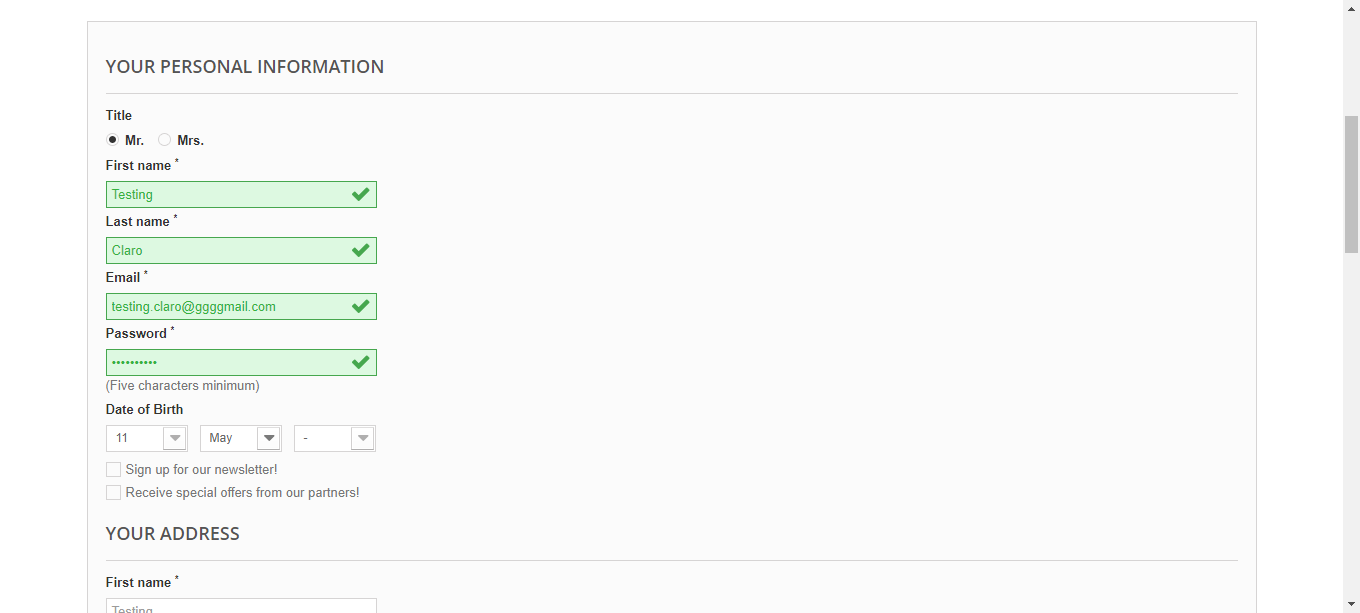 YOUR PERSONAL INFORMATION
Title
Mr. Mrs.
First name *
Testing
Last name *
Claro
Email *
testing.claro@ggggmail.com
Password *
••••••••••
(Five characters minimum)
Date of Birth
11 May -
Sign up for our newsletter!
Receive special offers from our partners!
YOUR ADDRESS
First name *
Testing